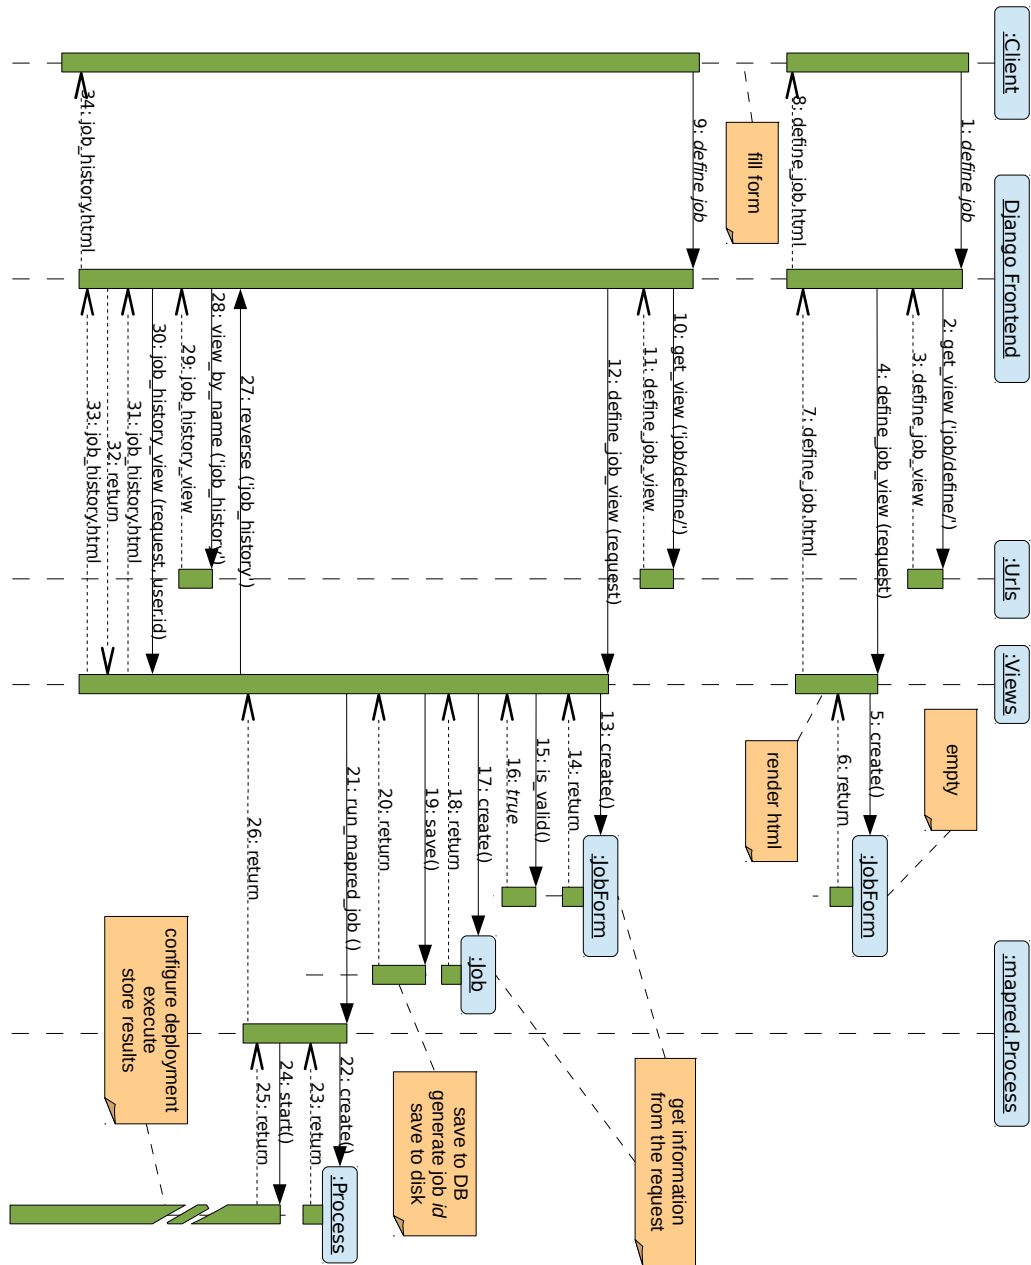 :Client
Django Frontend
:Urls
:Views
:mapred.Process
1: define job
2: get_view ('job/define/')
3: define_job_view
4: define_job_view (request)
5: create()
empty
:JobForm
6: return
render html
7: define_job.html
8: define_job.html
fill form
9: define job
10: get_view ('job/define/')
11: define_job_view
12: define_job_view (request)
13: create()
:JobForm
14: return
get information
from the request
15: is_valid()
16: true
17: create()
:Job
18: return
19: save()
20: return
save to DB
generate job id
save to disk
21: run_mapred_job ()
22: create()
:Process
23: return
24: start()
25: return
configure deployment
execute
store results
26: return
27: reverse ('job_history')
28: view_by_name ('job_history')
29: job_history_view
30: job_history_view (request, user.id)
31: job_history.html
32: return
33: job_history.html
34: job_history.html